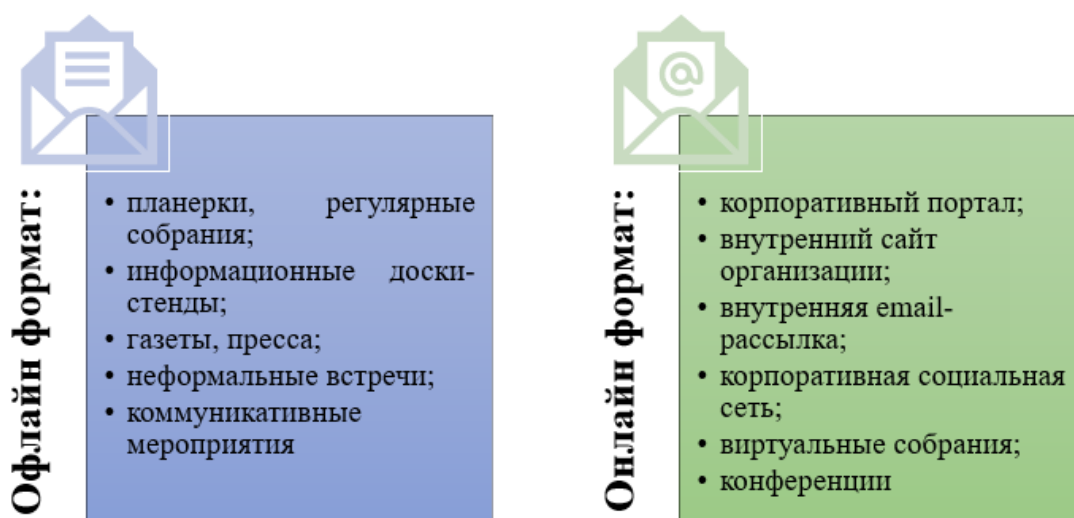 Офлайн формат:
• планерки, регулярные
собрания;
• информационные доски-
стенды;
• газеты, пресса;
• неформальные встречи;
• коммуникативные
мероприятия
@
Онлайн формат:
• корпоративный портал;
• внутренний сайт
организации;
• внутренняя email-
рассылка;
• корпоративная социальная
сеть;
• виртуальные собрания;
• конференции